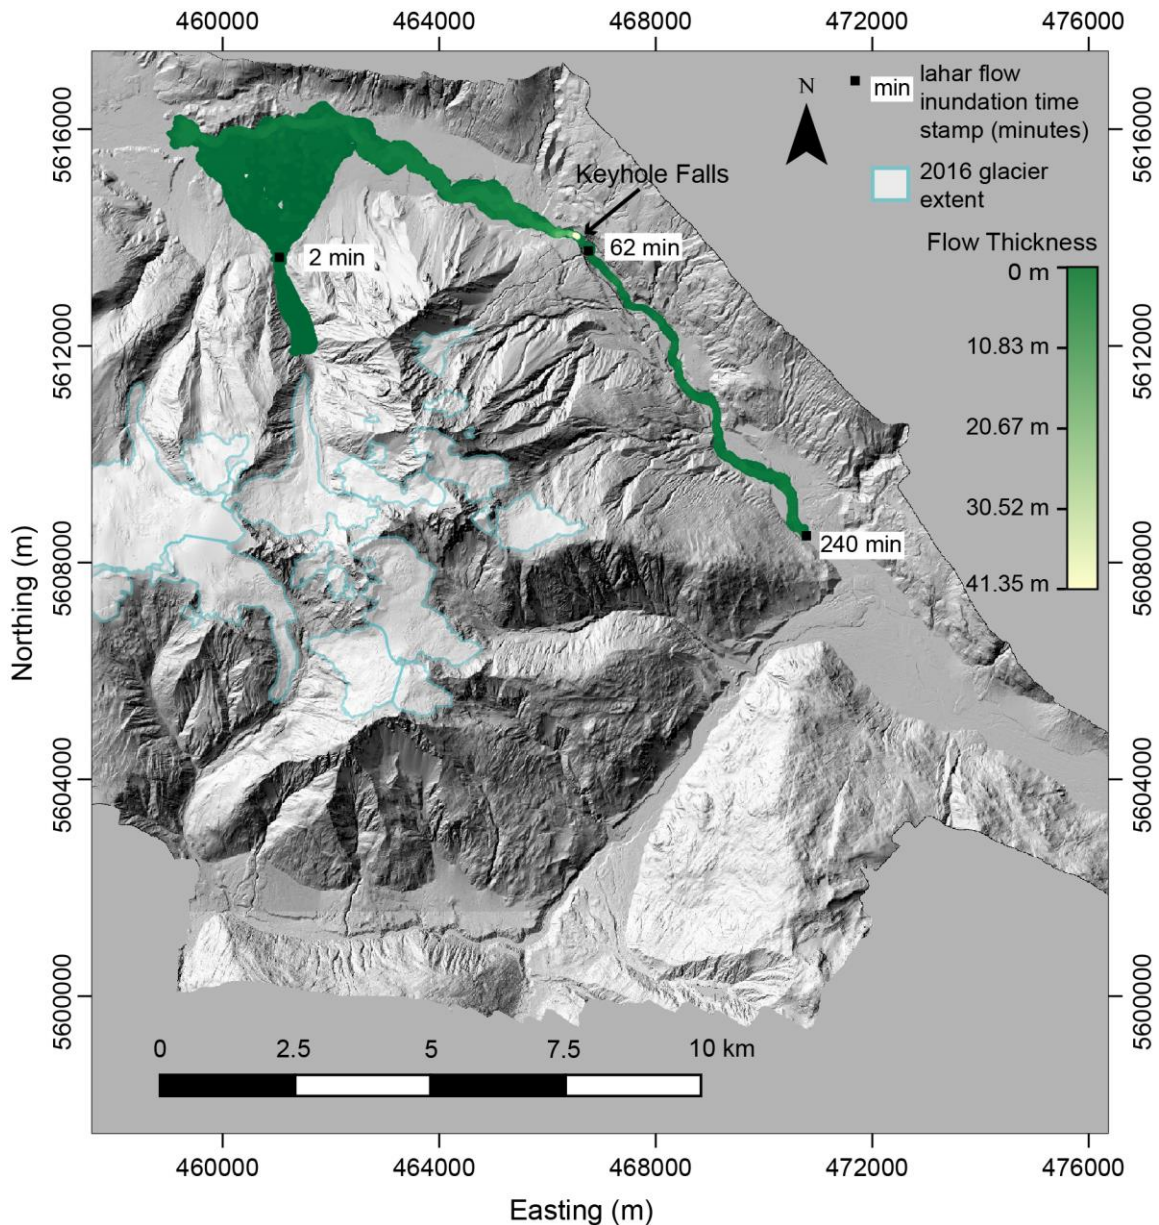 460000 464000 468000 472000 476000
min lahar flow
inundation time
stamp (minutes)
2016 glacier
extent
N
Keyhole Falls
Flow Thickness
0 m
10.83 m
20.67 m
30.52 m
41.35 m
2 min
62 min
240 min
5616000
5612000
5608000
5604000
5600000
Northing (m)
5616000
5612000
5608000
5604000
5600000
0 2.5 5 7.5 10 km
460000 464000 468000 472000 476000
Easting (m)